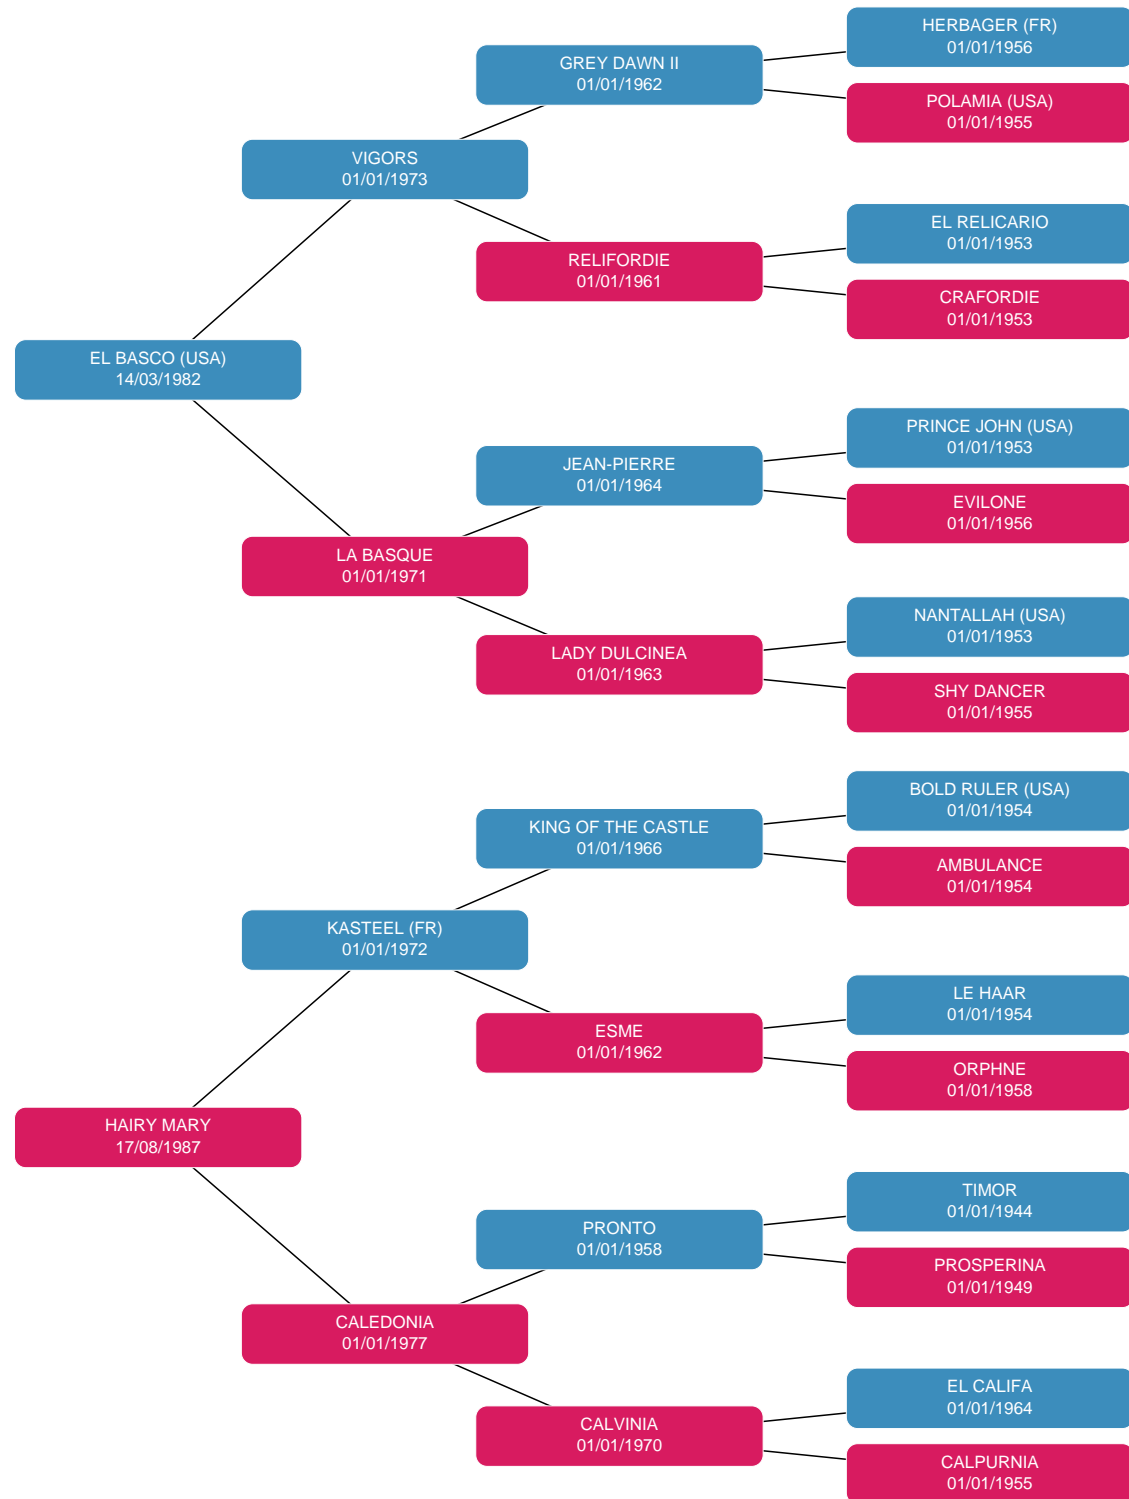 HERBAGER (FR)
01/01/1956
GREY DAWN II
01/01/1962
POLAMIA (USA)
01/01/1955
VIGORS
01/01/1973
EL RELICARIO
01/01/1953
RELIFORDIE
01/01/1961
CRAFORDIE
01/01/1953
EL BASCO (USA)
14/03/1982
PRINCE JOHN (USA)
01/01/1953
JEAN-PIERRE
01/01/1964
EVILONE
01/01/1956
LA BASQUE
01/01/1971
NANTALLAH (USA)
01/01/1953
LADY DULCINEA
01/01/1963
SHY DANCER
01/01/1955
BOLD RULER (USA)
01/01/1954
KING OF THE CASTLE
01/01/1966
AMBULANCE
01/01/1954
KASTEEL (FR)
01/01/1972
LE HAAR
01/01/1954
ESME
01/01/1962
ORPHNE
01/01/1958
HAIRY MARY
17/08/1987
TIMOR
01/01/1944
PRONTO
01/01/1958
PROSPERINA
01/01/1949
CALEDONIA
01/01/1977
EL CALIFA
01/01/1964
CALVINIA
01/01/1970
CALPURNIA
01/01/1955